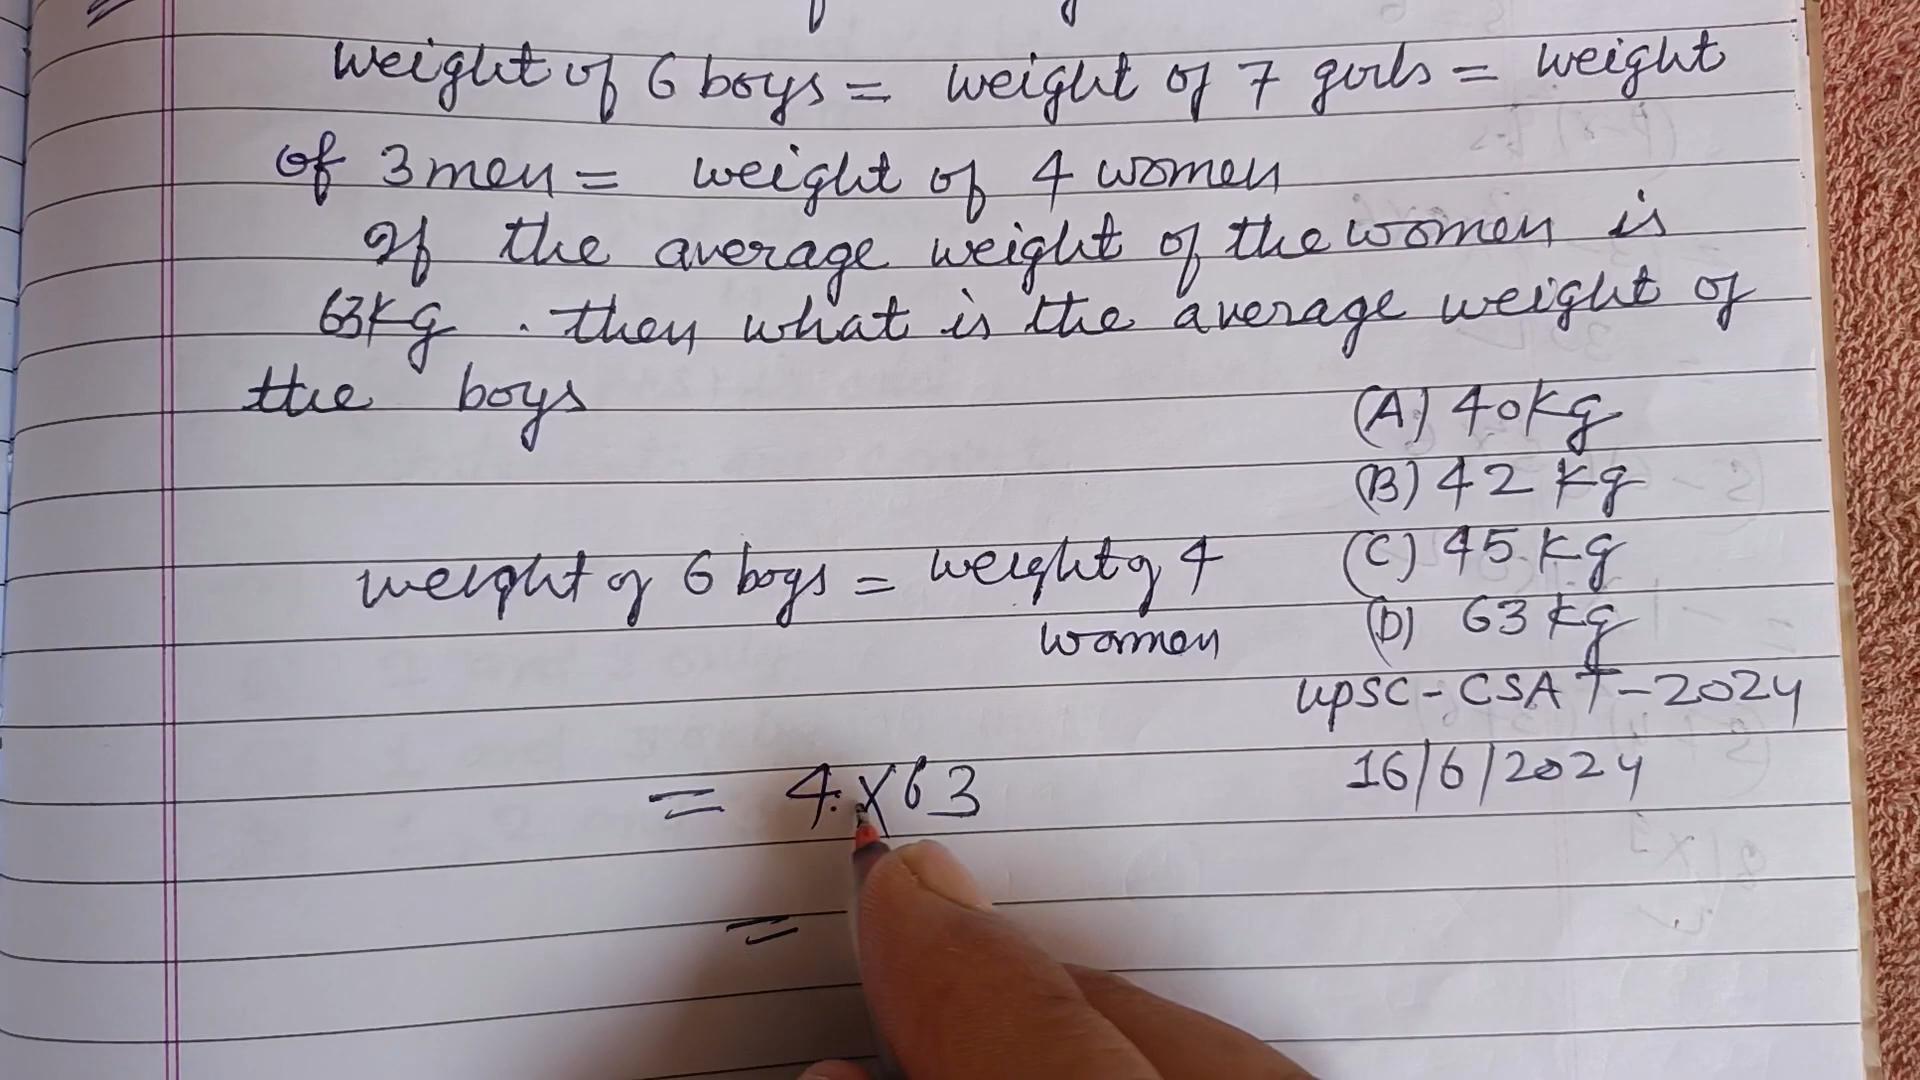 weight of 6 boys = weight of 7 girls = weight
of 3 men = weight of 4 women
If the average weight of the women is
63kg . then what is the average weight of
the boys
(A) 40kg
(B) 42 kg
(C) 45 kg
(D) 63 kg
UPSC-CSAT-2024
16/6/2024
weight of 6 boys = weight of 4
women
= 4 x 63
=